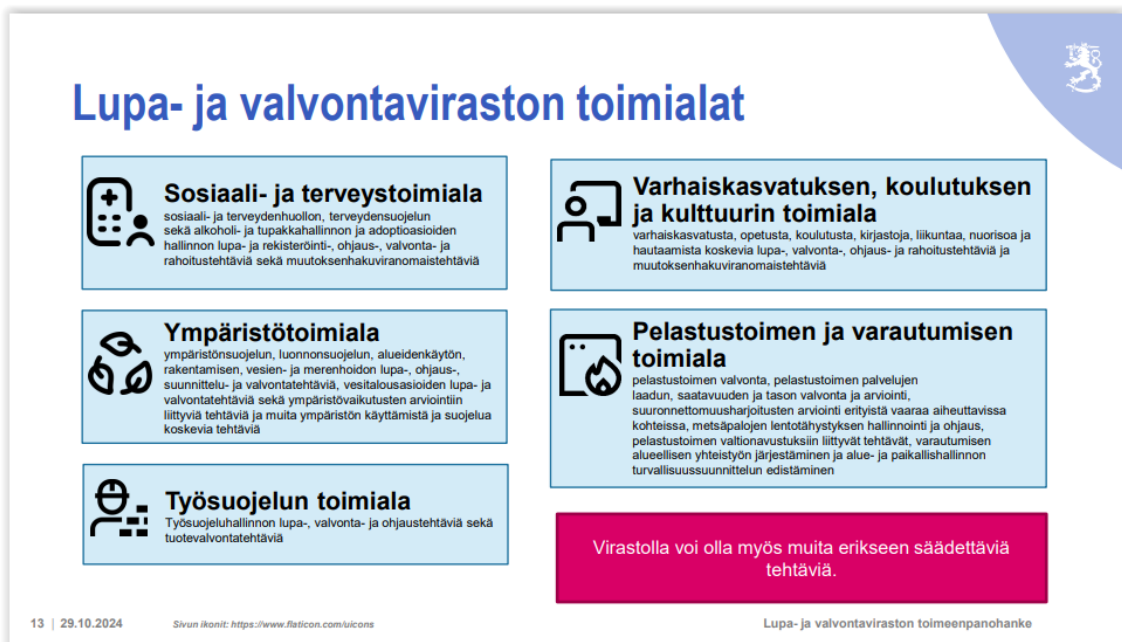 Lupa- ja valvontaviraston toimialat
Sosiaali- ja terveystoimiala
sosiaali- ja terveydenhuollon, terveydensuojelun
sekä alkoholi- ja tupakkahallinnon ja adoptioasioiden
hallinnon lupa- ja rekisteröinti-, ohjaus-, valvonta- ja
rahoitustehtäviä sekä muutoksenhakuviranomaistehtäviä
Ympäristötoimiala
ympäristönsuojelun, luonnonsuojelun, alueidenkäytön,
rakentamisen, vesien- ja merenhoidon lupa-, ohjaus-,
suunnittelu- ja valvontatehtäviä, vesitalousasioiden lupa- ja
valvontatehtäviä sekä ympäristövaikutusten arviointiin
liittyviä tehtäviä ja muita ympäristön käyttämistä ja suojelua
koskevia tehtäviä
Työsuojelun toimiala
Työsuojeluhallinnon lupa-, valvonta- ja ohjaustehtäviä sekä
tuotevalvontatehtäviä
Varhaiskasvatuksen, koulutuksen
ja kulttuurin toimiala
varhaiskasvatusta, opetusta, koulutusta, kirjastoja, liikuntaa, nuorisoa ja
hautaamista koskevia lupa-, valvonta-, ohjaus- ja rahoitustehtäviä ja
muutoksenhakuviranomaistehtäviä
Pelastustoimen ja varautumisen
toimiala
pelastustoimen valvonta, pelastustoimen palvelujen
laadun, saatavuuden ja tason valvonta ja arviointi,
suuronnettomuusharjoitusten arviointi erityistä vaaraa aiheuttavissa
kohteissa, metsäpalojen lentotähystyksen hallinnointi ja ohjaus,
pelastustoimen valtionavustuksiin liittyvät tehtävät, varautumisen
alueellisen yhteistyön järjestäminen ja alue- ja paikallishallinnon
turvallisuussuunnittelun edistäminen
Virastolla voi olla myös muita erikseen säädettäviä
tehtäviä.
13 | 29.10.2024
Sivun ikonit: https://www.flaticon.com/uicons
Lupa- ja valvontaviraston toimeenpanohanke